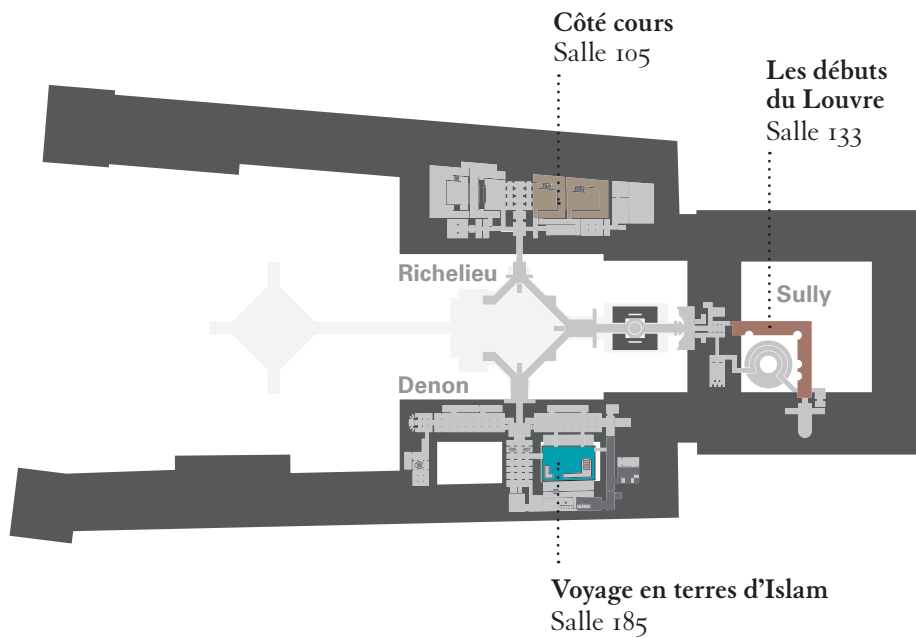 Côté cours
Salle 105
Les débuts
du Louvre
Salle 133
Richelieu
Sully
Denon
Voyage en terres d’Islam
Salle 185